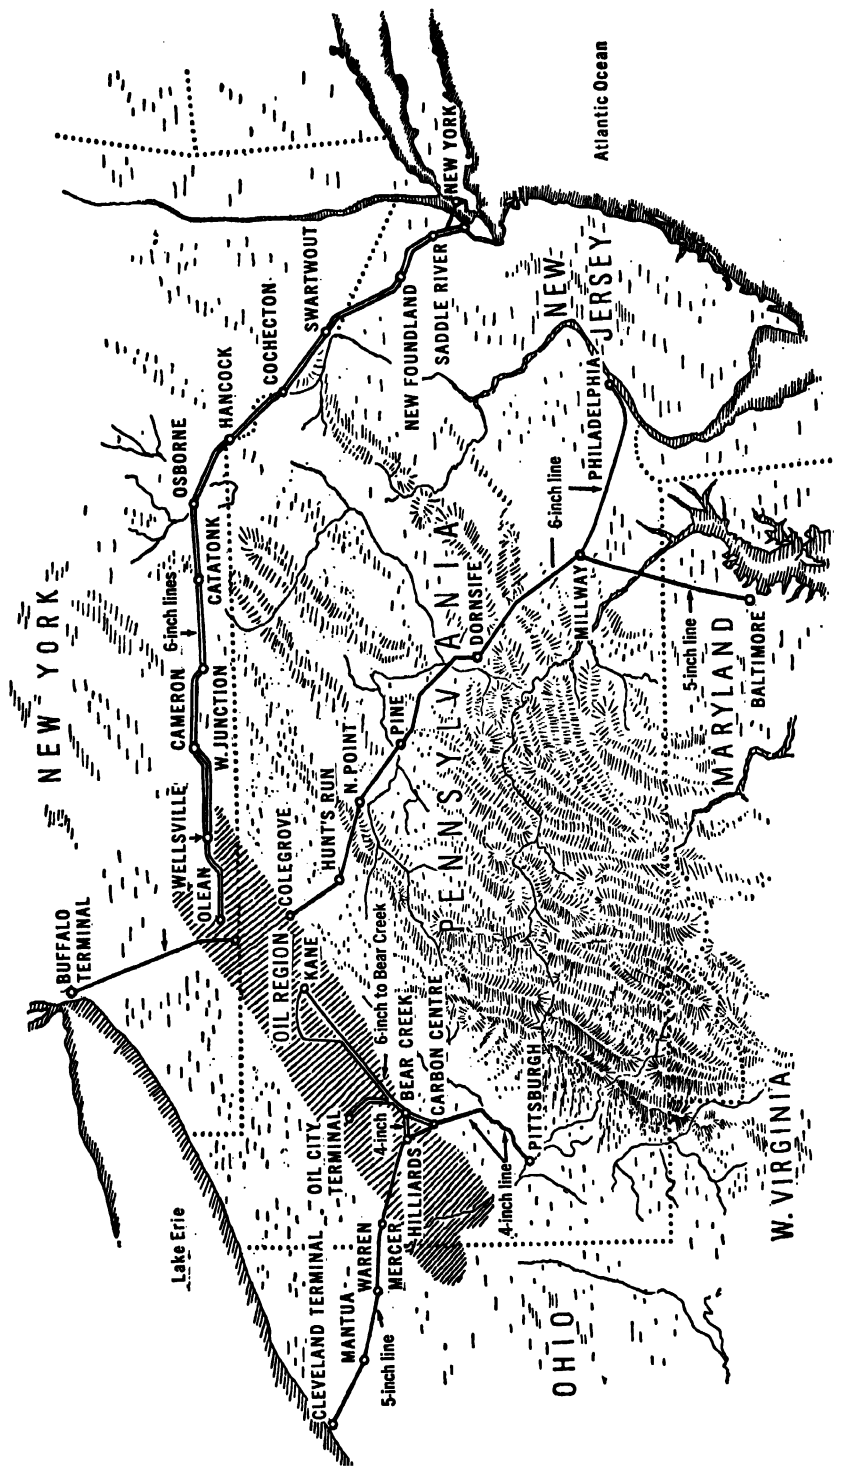 NEW YORK
BUFFALO
TERMINAL
Lake Erie
WELLSVILLE
OLEAN
CAMERON
W. JUNCTION
6-inch lines
CATATONK
OSBORNE
HANCOCK
COCHECTON
SWARTWOUT
NEW FOUNDLAND
SADDLE RIVER
NEW YORK
Atlantic Ocean
NEW
JERSEY
OIL REGION
COLEGROVE
KANE
HUNT'S RUN
N. POINT
PINE
PENNSYLVANIA
DORNSIFE
6-inch line
PHILADELPHIA
MILLWAY
5-inch line
BALTIMORE
MARYLAND
CLEVELAND TERMINAL
MANTUA
WARREN
MERCER
HILLIARDS
5-inch line
OIL CITY
TERMINAL
4-inch
6-inch to Bear Creek
BEAR CREEK
CARBON CENTRE
4-inch line
PITTSBURGH
OHIO
W. VIRGINIA